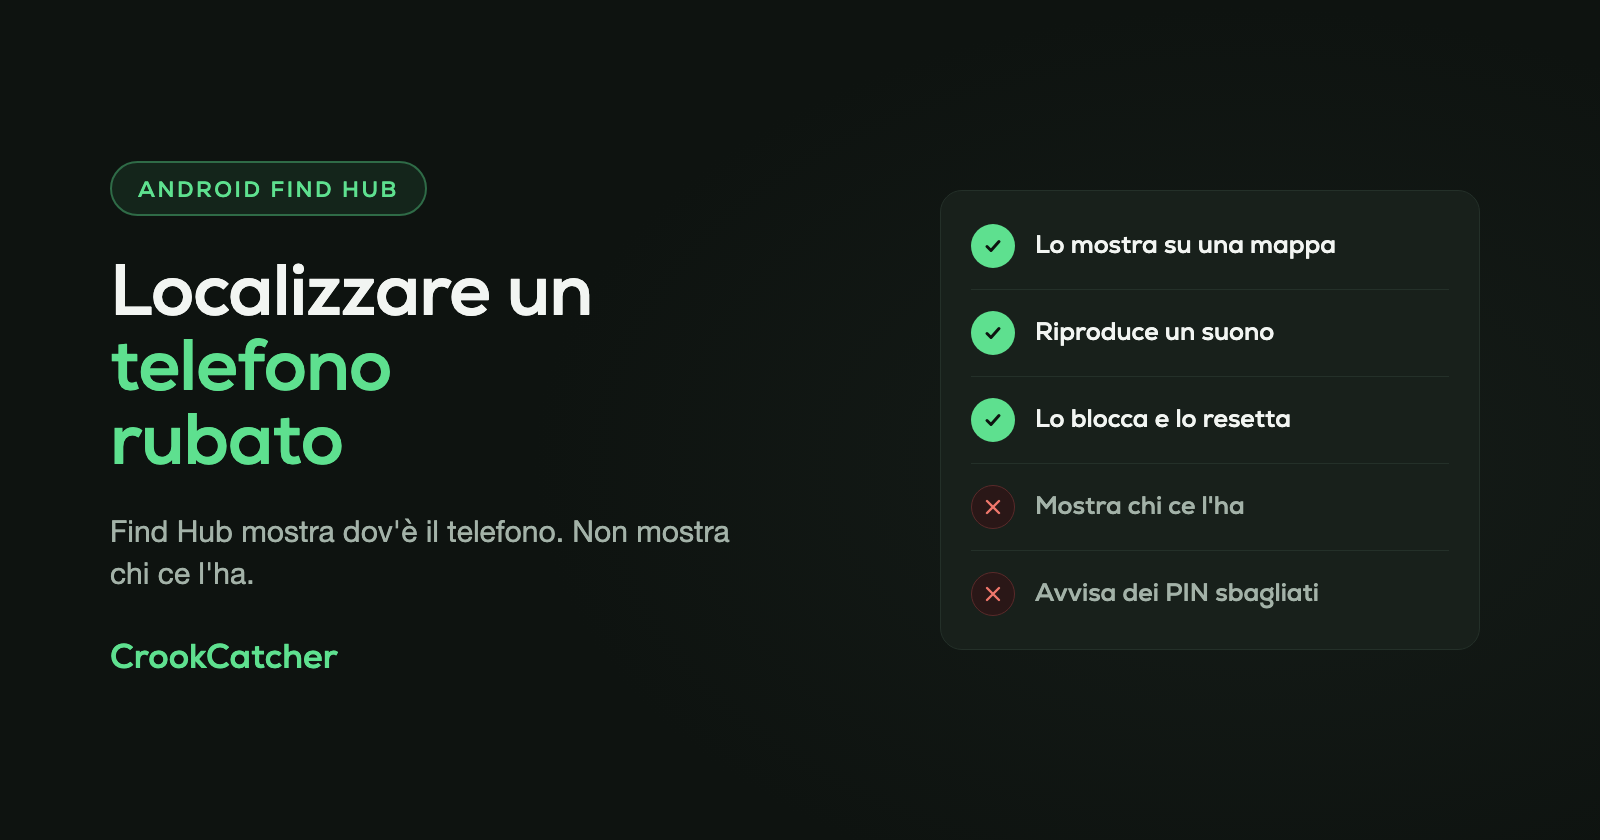 ANDROID FIND HUB
Localizzare un
telefono
rubato
Find Hub mostra dov'è il telefono. Non mostra
chi ce l'ha.
CrookCatcher
Lo mostra su una mappa
Riproduce un suono
Lo blocca e lo resetta
Mostra chi ce l'ha
Avvisa dei PIN sbagliati